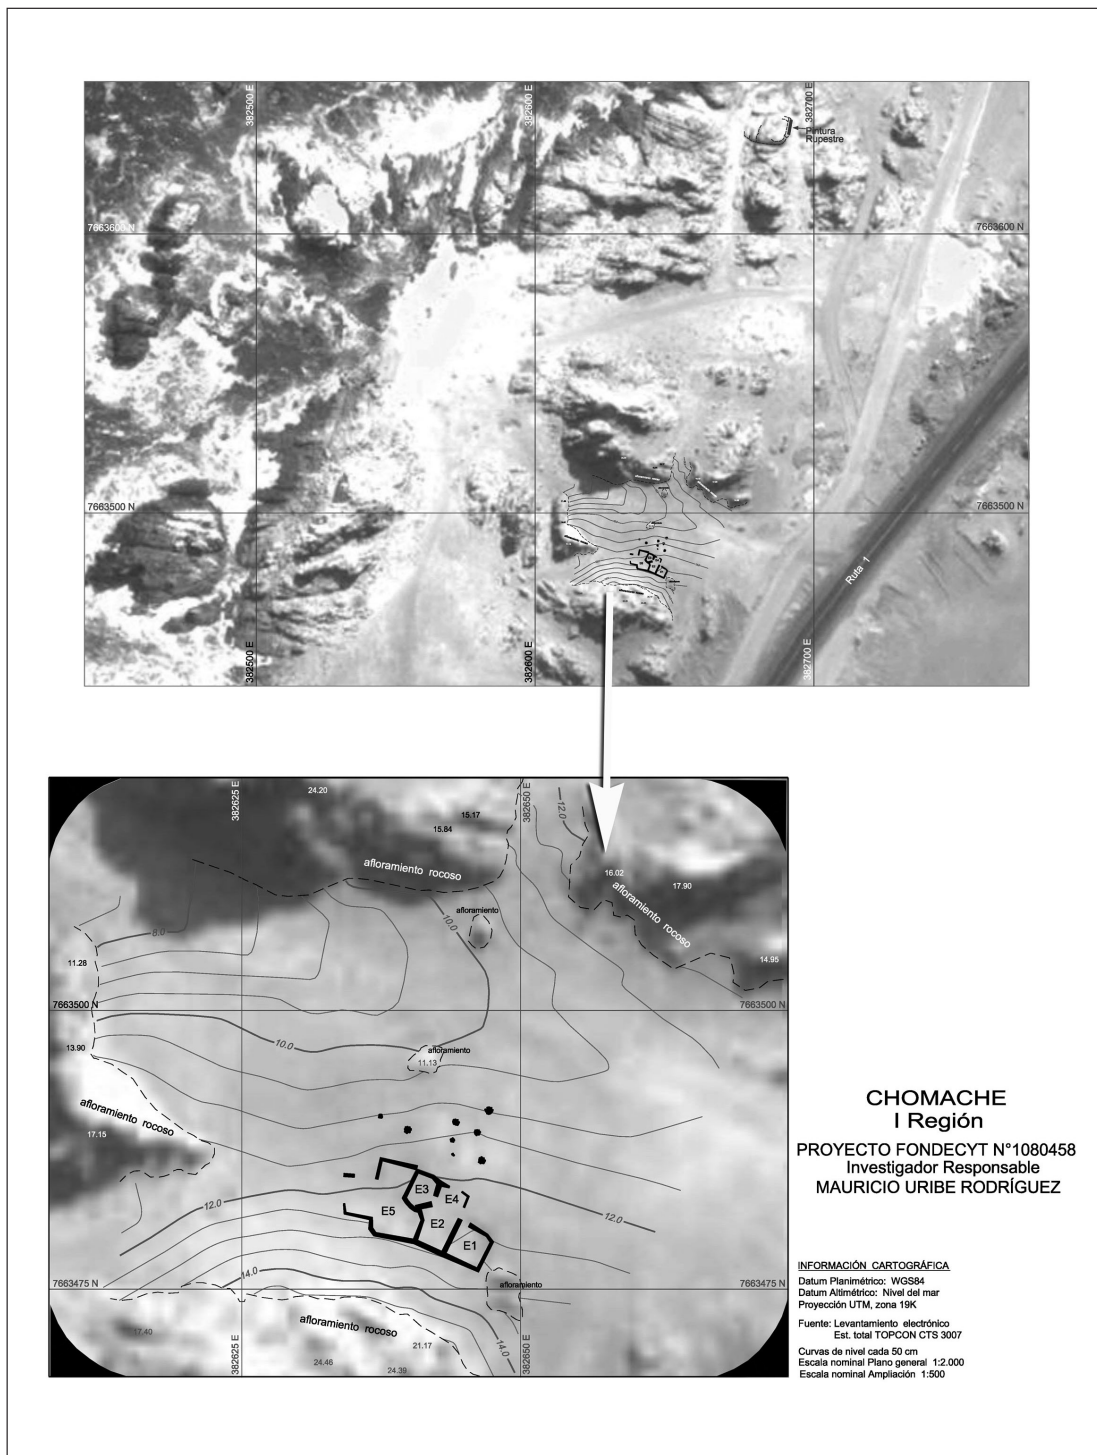 382500 E
382600 E
382700 E
Pintura
Rupestre
7663600 N
7663600 N
7663500 N
7663500 N
Ruta 1
382500 E
382600 E
382700 E
382625 E
24.20
15.17
15.84
382650 E
12.0
afloramiento rocoso
16.02
17.90
afloramiento rocoso
afloramiento
10.0
8.0
11.28
14.95
7663500 N
7663500 N
10.0
afloramiento
11.13
13.90
afloramiento rocoso
17.15
E3
E4
E5
E2
E1
12.0
12.0
14.0
7663475 N
7663475 N
afloramiento
afloramiento rocoso
17.40
21.17
14.0
24.46
24.39
382625 E
382650 E
CHOMACHE
I Región
PROYECTO FONDECYT N°1080458
Investigador Responsable
MAURICIO URIBE RODRÍGUEZ
INFORMACIÓN CARTOGRÁFICA
Datum Planimétrico: WGS84
Datum Altimétrico: Nivel del mar
Proyección UTM, zona 19K
Fuente: Levantamiento electrónico
Est. total TOPCON CTS 3007
Curvas de nivel cada 50 cm
Escala nominal Plano general 1:2.000
Escala nominal Ampliación 1:500